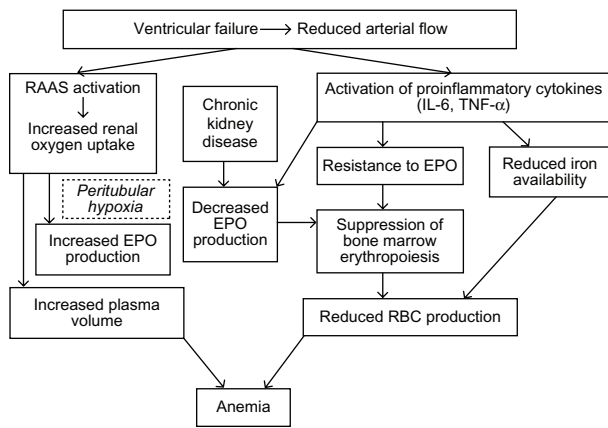 Ventricular failure → Reduced arterial flow
RAAS activation
Increased renal
oxygen uptake
Activation of proinflammatory cytokines
(IL-6, TNF-α)
Chronic
kidney
disease
Resistance to EPO
Reduced iron
availability
Peritubular
hypoxia
Decreased
EPO
production
Increased EPO
production
Suppression of
bone marrow
erythropoiesis
Increased plasma
volume
Reduced RBC production
Anemia